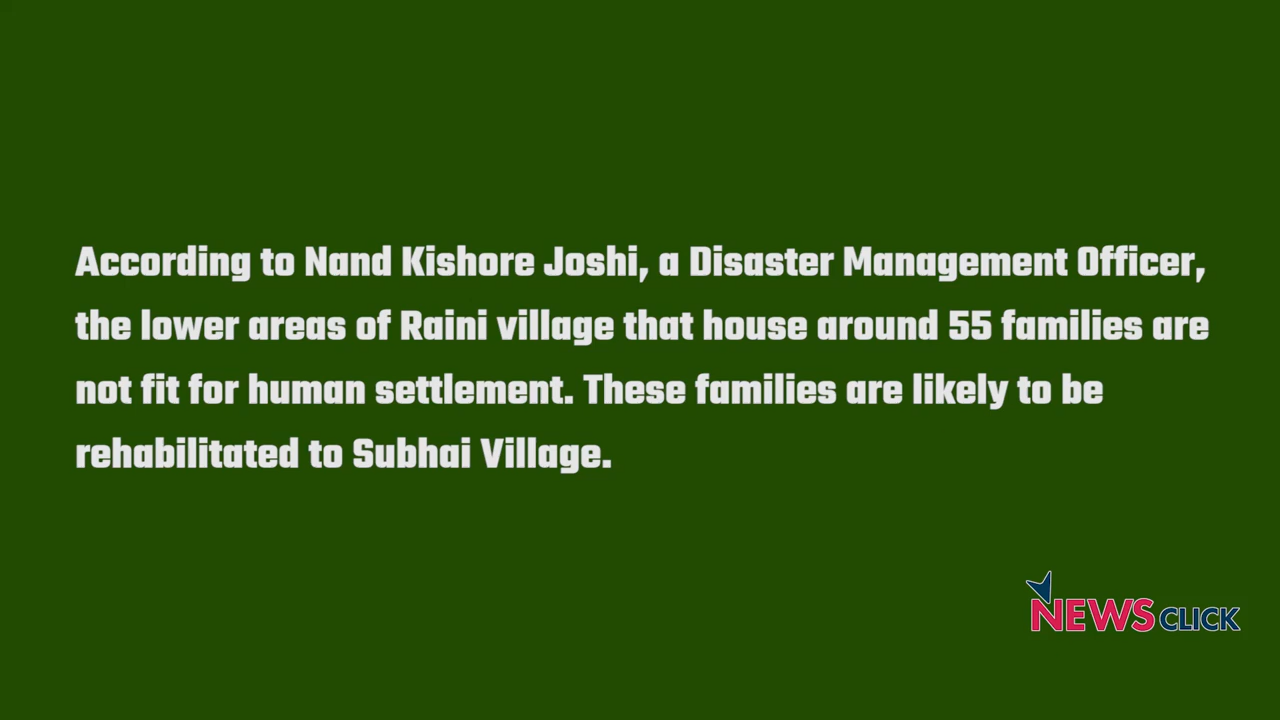 According to Nand Kishore Joshi, a Disaster Management Officer,
the lower areas of Raini village that house around 55 families are
not fit for human settlement. These families are likely to be
rehabilitated to Subhai Village.
NEWSCLICK